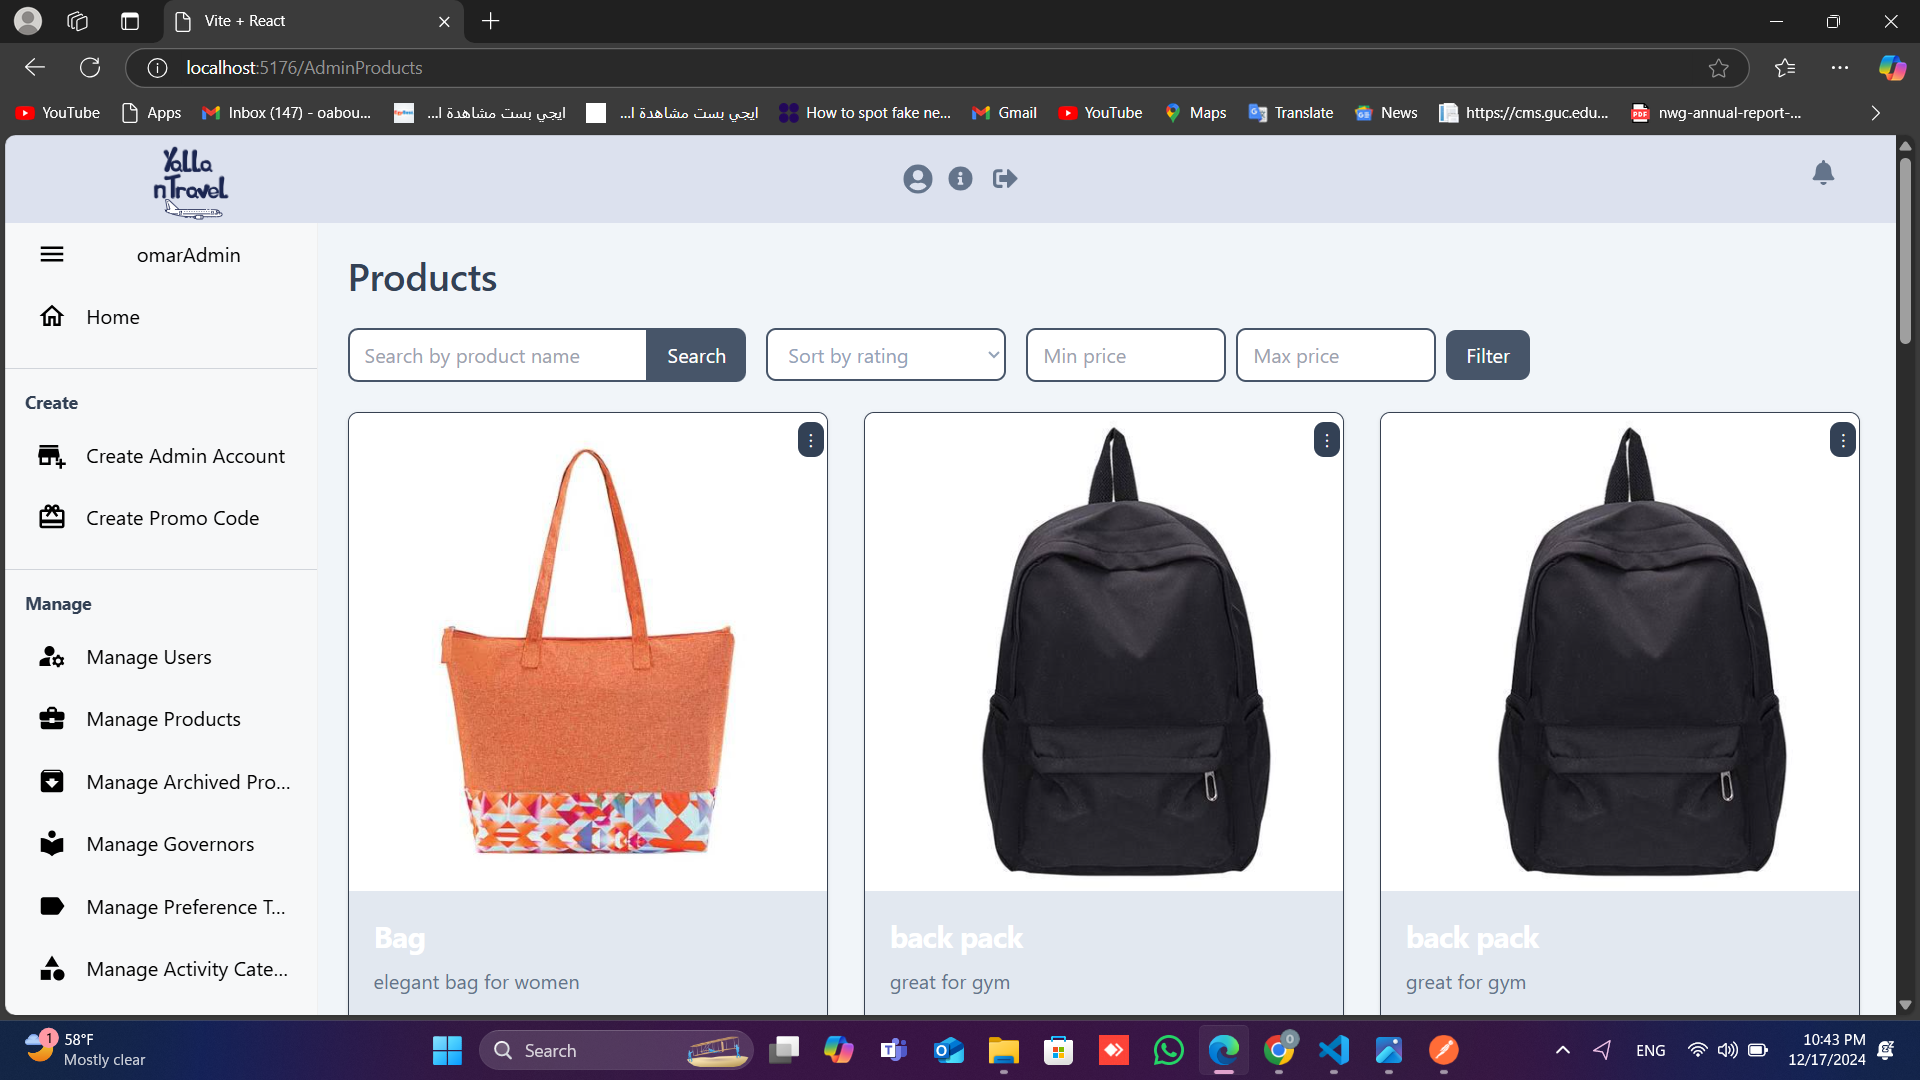 Vite + React
localhost:5176/AdminProducts
YouTube
Apps
Inbox (147) - oabou...
ايجي بست مشاهدة ا...
ايجي بست مشاهدة ا...
How to spot fake ne...
Gmail
YouTube
Maps
Translate
News
https://cms.guc.edu...
nwg-annual-report-...
Yalla
nTravel
omarAdmin
Home
Create
Create Admin Account
Create Promo Code
Manage
Manage Users
Manage Products
Manage Archived Pro...
Manage Governors
Manage Preference T...
Manage Activity Cate...
Products
Search by product name
Search
Sort by rating
Min price
Max price
Filter
Bag
elegant bag for women
back pack
great for gym
back pack
great for gym
1
58°F
Mostly clear
Search
0
ENG
10:43 PM
12/17/2024